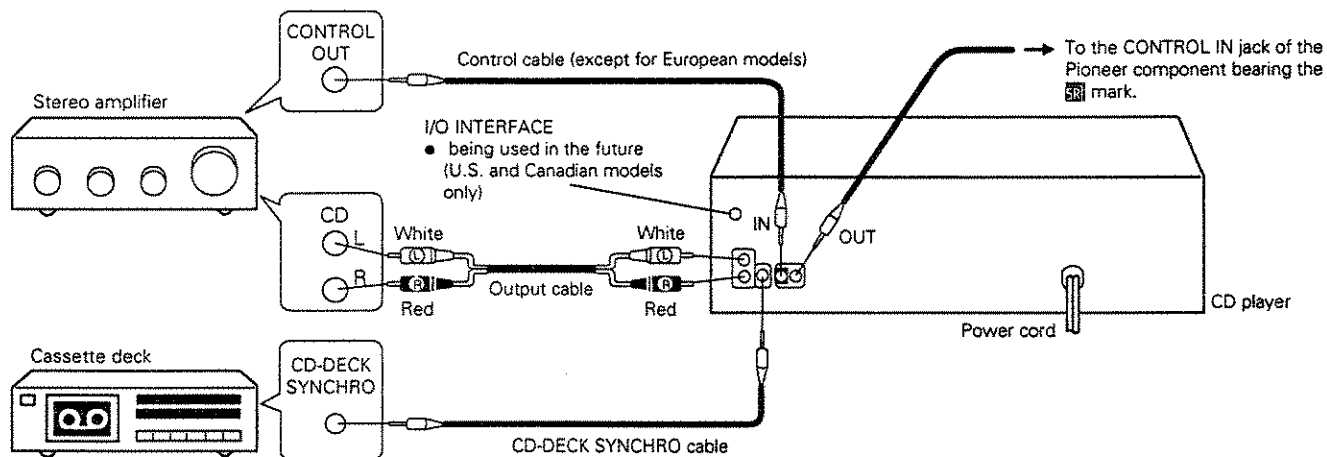 CONTROL
OUT
Control cable (except for European models)
To the CONTROL IN jack of the
Pioneer component bearing the
SR mark.
Stereo amplifier
I/O INTERFACE
● being used in the future
(U.S. and Canadian models
only)
CD
L
R
White
L
R
Red
Output cable
White
L
R
Red
IN
OUT
CD player
Power cord
Cassette deck
CD-DECK
SYNCHRO
CD-DECK SYNCHRO cable